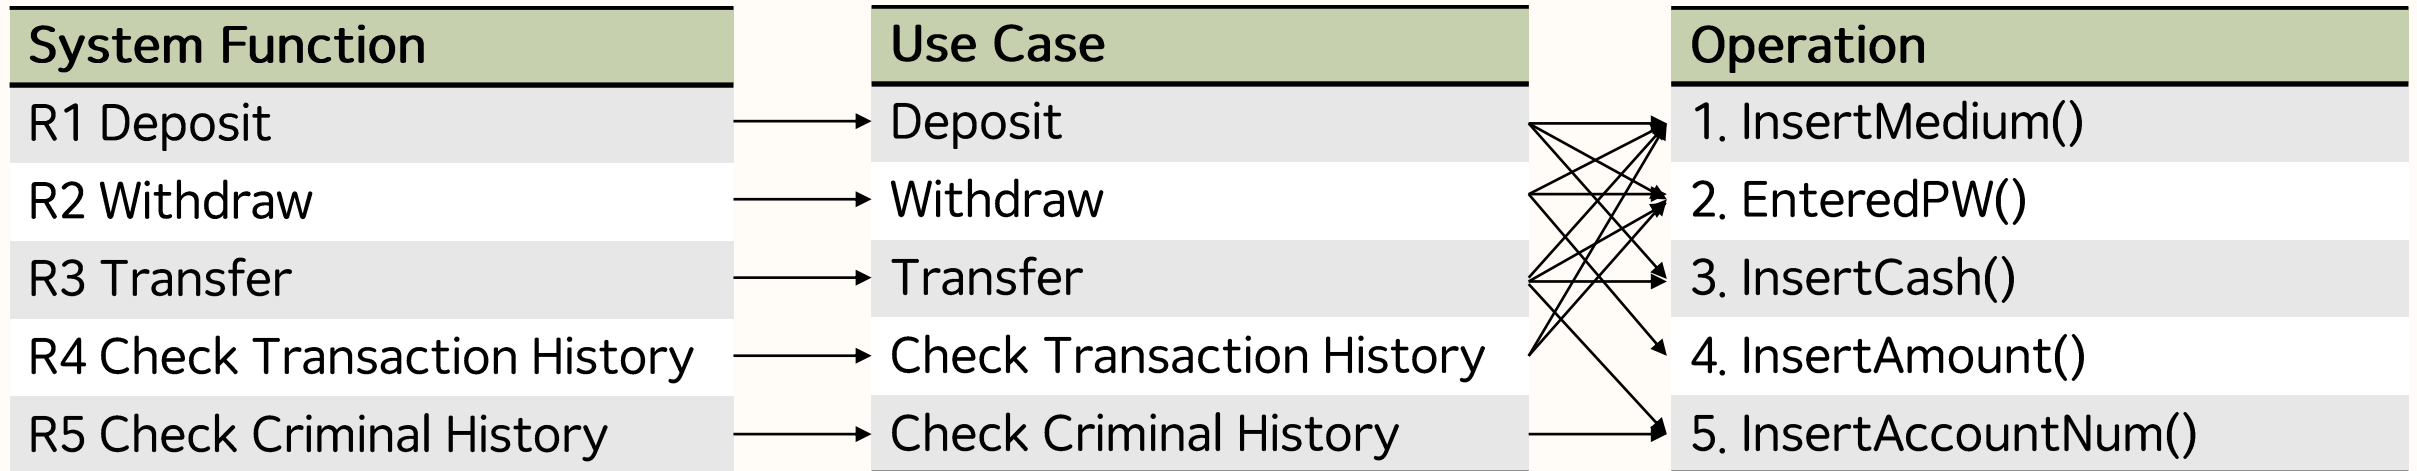 System Function
R1 Deposit
R2 Withdraw
R3 Transfer
R4 Check Transaction History
R5 Check Criminal History
Use Case
Deposit
Withdraw
Transfer
Check Transaction History
Check Criminal History
Operation
1. InsertMedium()
2. EnteredPW()
3. InsertCash()
4. InsertAmount()
5. InsertAccountNum()